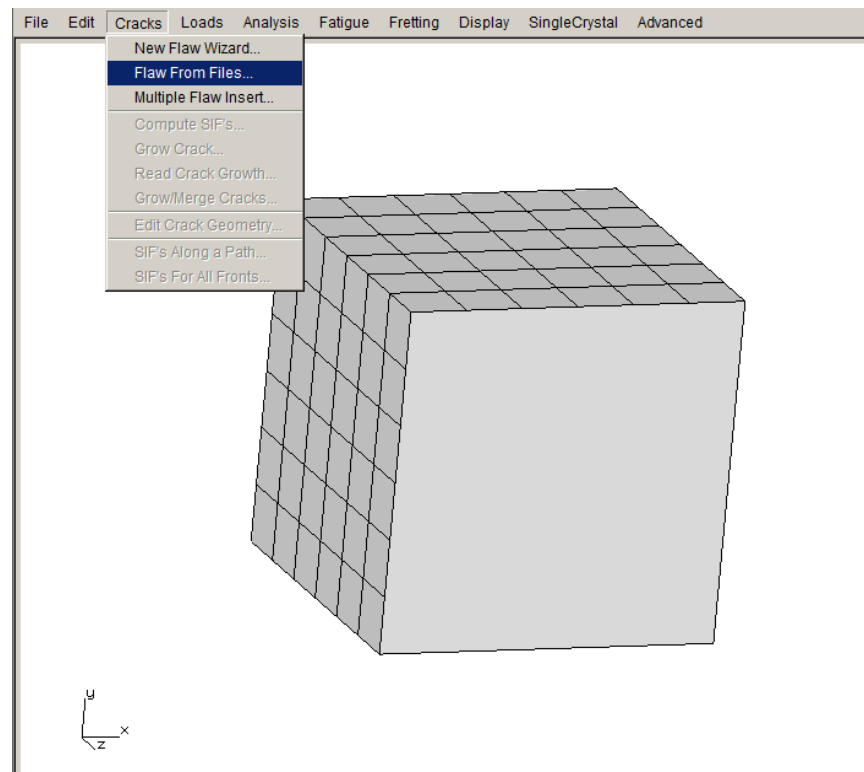 File Edit Cracks Loads Analysis Fatigue Fretting Display SingleCrystal Advanced
New Flaw Wizard...
Flaw From Files...
Multiple Flaw Insert...
Compute SIF's...
Grow Crack...
Read Crack Growth...
Grow/Merge Cracks...
Edit Crack Geometry...
SIF's Along a Path...
SIF's For All Fronts...
y
x
z